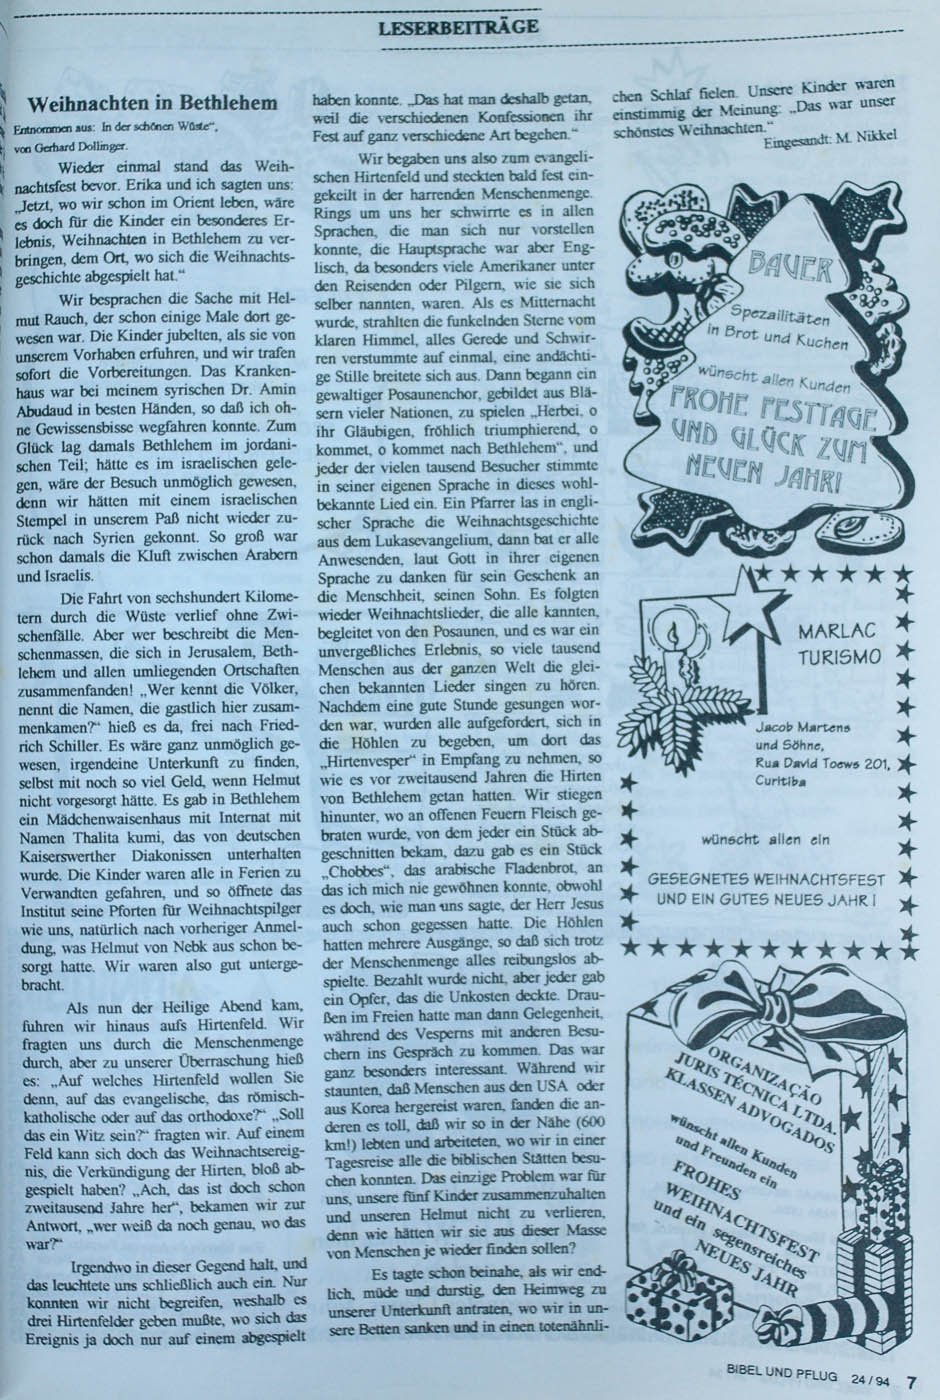 LESERBEITRÄGE
Weihnachten in Bethlehem
Entnommen aus: In der schönen Wüste“,
von Gerhard Dollinger.
Wieder einmal stand das Weih-
nachtsfest bevor. Erika und ich sagten uns:
„Jetzt, wo wir schon im Orient leben, wäre
es doch für die Kinder ein besonderes Er-
lebnis, Weihnachten in Bethlehem zu ver-
bringen, dem Ort, wo sich die Weihnachts-
geschichte abgespielt hat.“
Wir besprachen die Sache mit Hel-
mut Rauch, der schon einige Male dort ge-
wesen war. Die Kinder jubelten, als sie von
unserem Vorhaben erfuhren, und wir trafen
sofort die Vorbereitungen. Das Kranken-
haus war bei meinem syrischen Dr. Amin
Abudaud in besten Händen, so daß ich oh-
ne Gewissensbisse wegfahren konnte. Zum
Glück lag damals Bethlehem im jordani-
schen Teil; hätte es im israelischen gele-
gen, wäre der Besuch unmöglich gewesen,
denn wir hätten mit einem israelischen
Stempel in unserem Paß nicht wieder zu-
rück nach Syrien gekonnt. So groß war
schon damals die Kluft zwischen Arabern
und Israelis.
Die Fahrt von sechshundert Kilome-
tern durch die Wüste verlief ohne Zwi-
schenfälle. Aber wer beschreibt die Men-
schenmassen, die sich in Jerusalem, Beth-
lehem und allen umliegenden Ortschaften
zusammenfanden! „Wer kennt die Völker,
nennt die Namen, die gastlich hier zusam-
menkamen?“ hieß es da, frei nach Fried-
rich Schiller. Es wäre ganz unmöglich ge-
wesen, irgendeine Unterkunft zu finden,
selbst mit noch so viel Geld, wenn Helmut
nicht vorgesorgt hätte. Es gab in Bethlehem
ein Mädchenwaisenhaus mit Internat mit
Namen Thalita kumi, das von deutschen
Kaiserswerther Diakonissen unterhalten
wurde. Die Kinder waren alle in Ferien zu
Verwandten gefahren, und so öffnete das
Institut seine Pforten für Weihnachtspilger
wie uns, natürlich nach vorheriger Anmel-
dung, was Helmut von Nebk aus schon be-
sorgt hatte. Wir waren also gut unterge-
bracht.
Als nun der Heilige Abend kam,
fuhren wir hinaus aufs Hirtenfeld. Wir
fragten uns durch die Menschenmenge
durch, aber zu unserer Überraschung hieß
es: „Auf welches Hirtenfeld wollen Sie
denn, auf das evangelische, das römisch-
katholische oder auf das orthodoxe?“ „Soll
das ein Witz sein?“ fragten wir. Auf einem
Feld kann sich doch das Weihnachtsereig-
nis, die Verkündigung der Hirten, bloß ab-
gespielt haben? „Ach, das ist doch schon
zweitausend Jahre her“, bekamen wir zur
Antwort, „wer weiß da noch genau, wo das
war?“
Irgendwo in dieser Gegend halt, und
das leuchtete uns schließlich auch ein. Nur
konnten wir nicht begreifen, weshalb es
drei Hirtenfelder geben mußte, wo sich das
Ereignis ja doch nur auf einem abgespielt
haben konnte. „Das hat man deshalb getan,
weil die verschiedenen Konfessionen ihr
Fest auf ganz verschiedene Art begehen.“
Wir begaben uns also zum evangeli-
schen Hirtenfeld und steckten bald fest ein-
gekeilt in der harrenden Menschenmenge.
Rings um uns her schwirrte es in allen
Sprachen, die man sich nur vorstellen
konnte, die Hauptsprache war aber Eng-
lisch, da besonders viele Amerikaner unter
den Reisenden oder Pilgern, wie sie sich
selber nannten, waren. Als es Mitternacht
wurde, strahlten die funkelnden Sterne vom
klaren Himmel, alles Gerede und Schwir-
ren verstummte auf einmal, eine andächti-
ge Stille breitete sich aus. Dann begann ein
gewaltiger Posaunenchor, gebildet aus Blä-
sern vieler Nationen, zu spielen „Herbei, o
ihr Gläubigen, fröhlich triumphierend, o
kommet, o kommet nach Bethlehem“, und
jeder der vielen tausend Besucher stimmte
in seiner eigenen Sprache in dieses wohl-
bekannte Lied ein. Ein Pfarrer las in engli-
scher Sprache die Weihnachtsgeschichte
aus dem Lukasevangelium, dann bat er alle
Anwesenden, laut Gott in ihrer eigenen
Sprache zu danken für sein Geschenk an
die Menschheit, seinen Sohn. Es folgten
wieder Weihnachtslieder, die alle kannten,
begleitet von den Posaunen, und es war ein
unvergeßliches Erlebnis, so viele tausend
Menschen aus der ganzen Welt die glei-
chen bekannten Lieder singen zu hören.
Nachdem eine gute Stunde gesungen wor-
den war, wurden alle aufgefordert, sich in
die Höhlen zu begeben, um dort das
„Hirtenvesper“ in Empfang zu nehmen, so
wie es vor zweitausend Jahren die Hirten
von Bethlehem getan hatten. Wir stiegen
hinunter, wo an offenen Feuern Fleisch ge-
braten wurde, von dem jeder ein Stück ab-
geschnitten bekam, dazu gab es ein Stück
„Chobbes“, das arabische Fladenbrot, an
das ich mich nie gewöhnen konnte, obwohl
es doch, wie man uns sagte, der Herr Jesus
auch schon gegessen hatte. Die Höhlen
hatten mehrere Ausgänge, so daß sich trotz
der Menschenmenge alles reibungslos ab-
spielte. Bezahlt wurde nicht, aber jeder gab
ein Opfer, das die Unkosten deckte. Drau-
ßen im Freien hatte man dann Gelegenheit,
während des Vesperns mit anderen Besu-
chern ins Gespräch zu kommen. Das war
ganz besonders interessant. Während wir
staunten, daß Menschen aus den USA oder
aus Korea hergereist waren, fanden die an-
deren es toll, daß wir so in der Nähe (600
km!) lebten und arbeiteten, wo wir in einer
Tagesreise alle die biblischen Stätten besu-
chen konnten. Das einzige Problem war für
uns, unsere fünf Kinder zusammenzuhalten
und unseren Helmut nicht zu verlieren,
denn wie hätten wir sie aus dieser Masse
von Menschen je wieder finden sollen?
Es tagte schon beinahe, als wir end-
lich, müde und durstig, den Heimweg zu
unserer Unterkunft antraten, wo wir in un-
sere Betten sanken und in einen totenähnli-
chen Schlaf fielen. Unsere Kinder waren
einstimmig der Meinung: „Das war unser
schönstes Weihnachten.“
Eingesandt: M. Nikkel
BAUER
Spezailitäten
in Brot und Kuchen
wünscht allen Kunden
FROHE FESTTAGE
UND GLÜCK ZUM
NEUEN JAHR!
MARLAC
TURISMO
Jacob Martens
und Söhne,
Rua David Toews 201,
Curitiba
wünscht allen ein
GESEGNETES WEIHNACHTSFEST
UND EIN GUTES NEUES JAHR!
ORGANIZAÇÃO
JURIS TÉCNICA LTDA.
KLASSEN ADVOGADOS
wünscht allen Kunden
und Freunden ein
FROHES
WEIHNACHTSFEST
und ein segensreiches
NEUES JAHR
BIBEL UND PFLUG 24/94 7